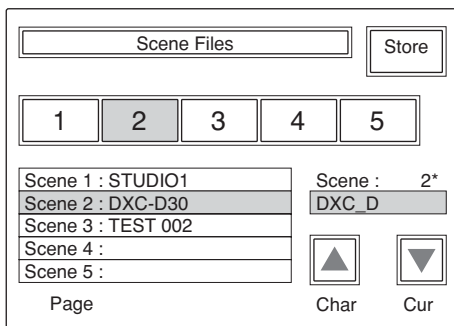 Scene Files
Store
1 2 3 4 5
Scene 1 : STUDIO1
Scene 2 : DXC-D30
Scene 3 : TEST 002
Scene 4 :
Scene 5 :
Scene : 2*
DXC_D
Page
Char Cur